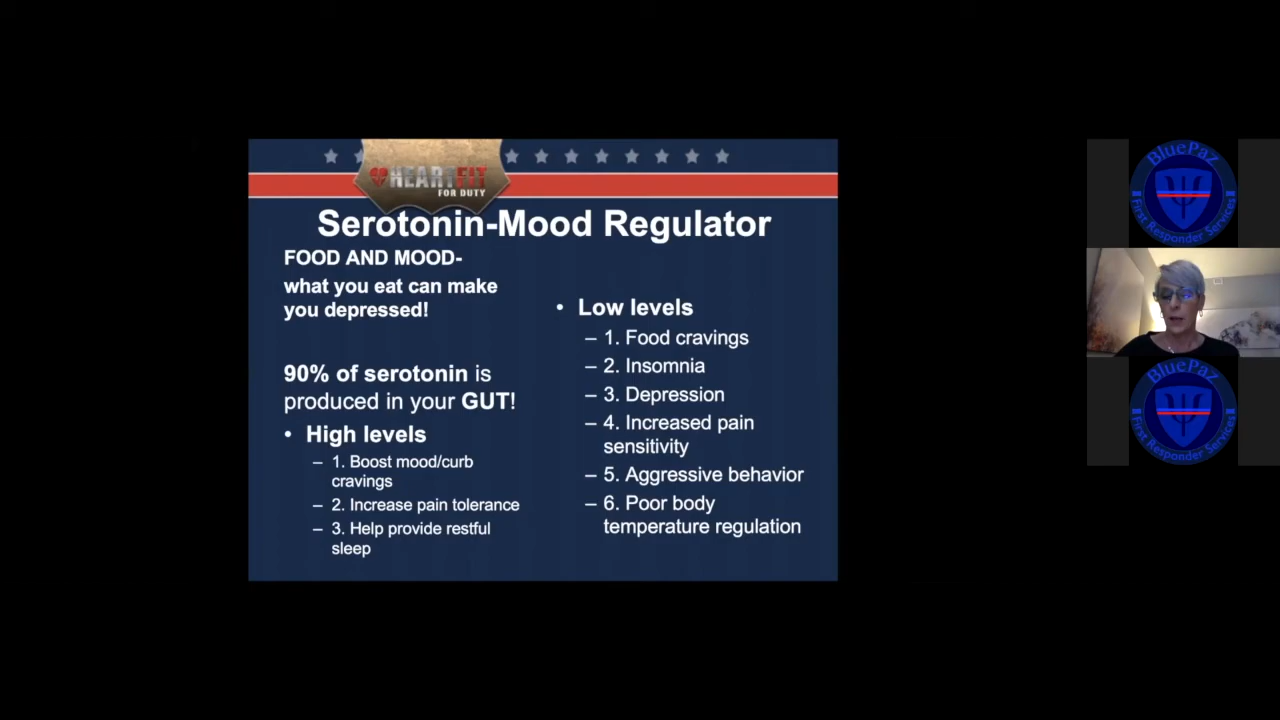 HEARTFIT
FOR DUTY
Serotonin-Mood Regulator
FOOD AND MOOD-
what you eat can make
you depressed!
90% of serotonin is
produced in your GUT!
• High levels
– 1. Boost mood/curb
cravings
– 2. Increase pain tolerance
– 3. Help provide restful
sleep
• Low levels
– 1. Food cravings
– 2. Insomnia
– 3. Depression
– 4. Increased pain
sensitivity
– 5. Aggressive behavior
– 6. Poor body
temperature regulation
BluePaz
First Responder Services
BluePaz
First Responder Services